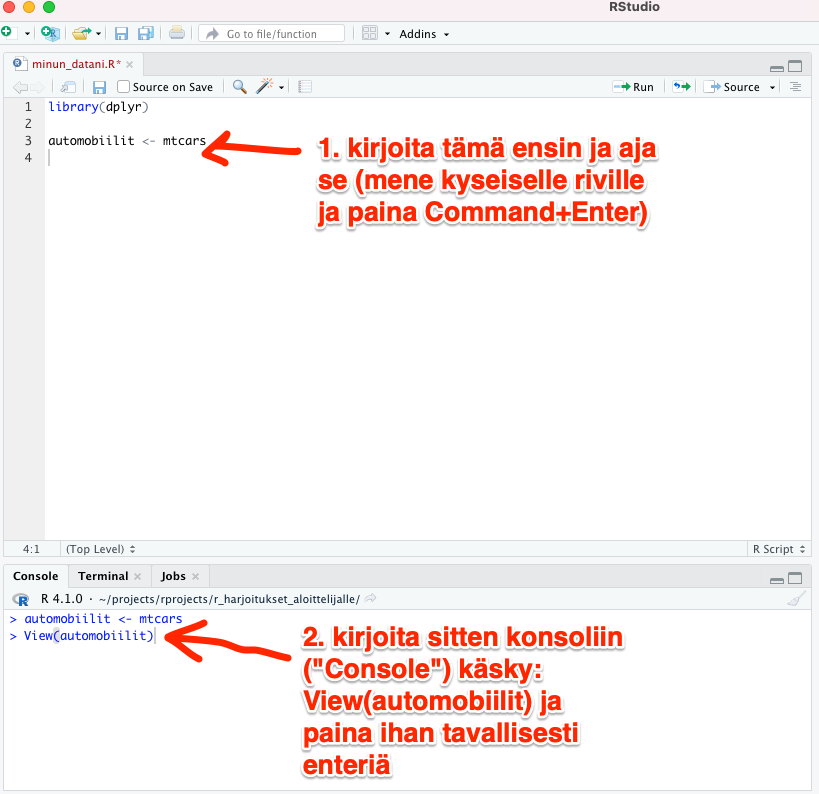 RStudio
Go to file/function Addins
minun_datani.R*
Source on Save Run Source
1 library(dplyr)
2
3 automobiilit <- mtcars
4
1. kirjoita tämä ensin ja aja
se (mene kyseiselle riville
ja paina Command+Enter)
4:1 (Top Level) R Script
Console Terminal Jobs
R 4.1.0 · ~/projects/rprojects/r_harjoitukset_aloittelijalle/
> automobiilit <- mtcars
> View(automobiilit)
2. kirjoita sitten konsoliin
("Console") käsky:
View(automobiilit) ja
paina ihan tavallisesti
enteriä